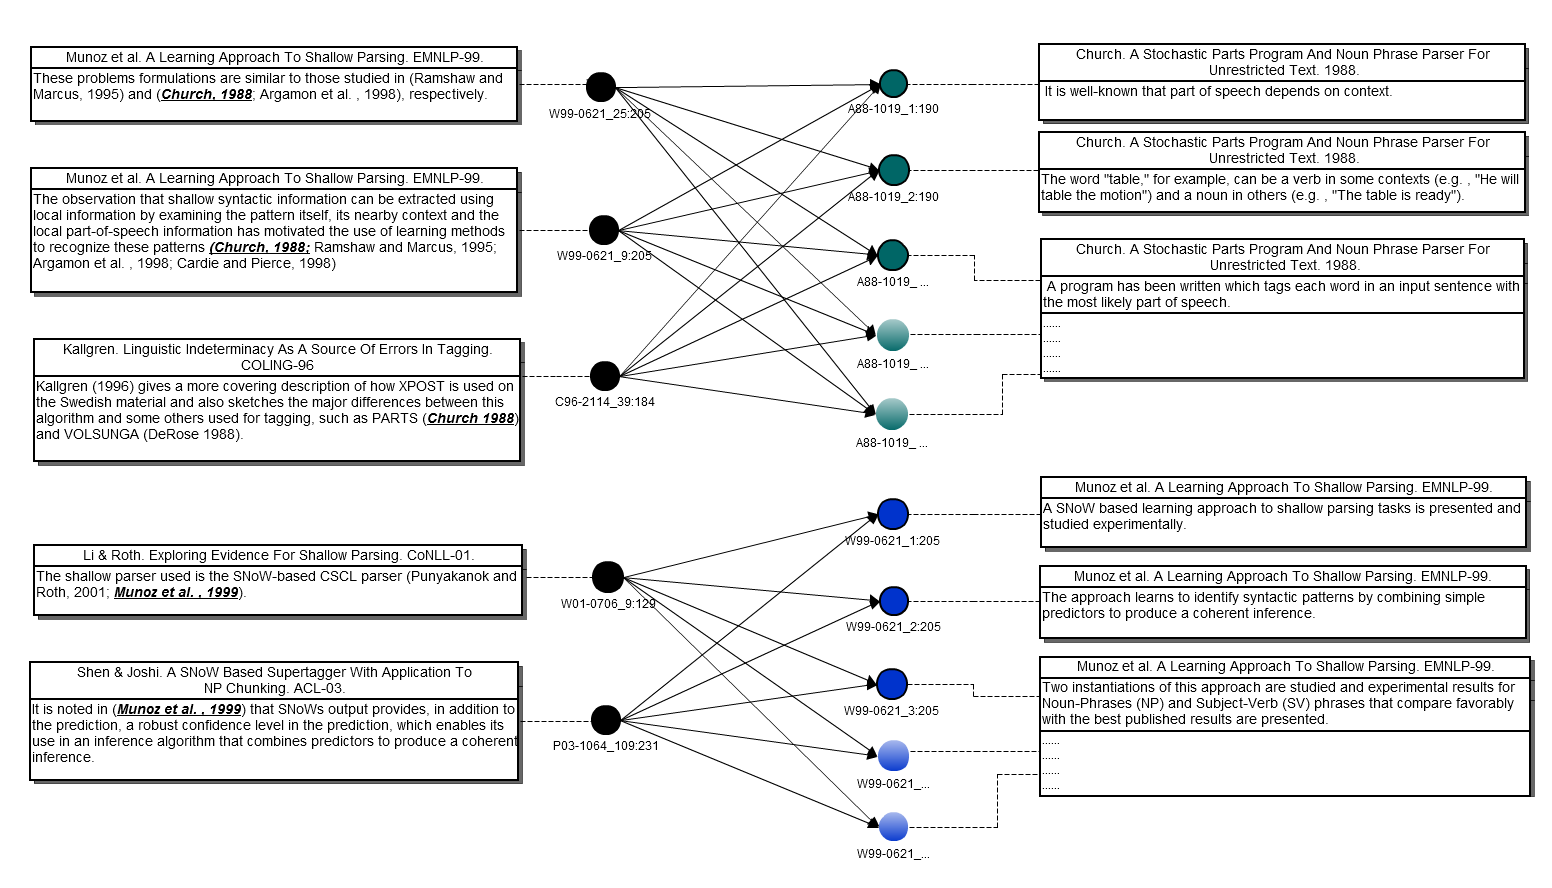 Munoz et al. A Learning Approach To Shallow Parsing. EMNLP-99.
These problems formulations are similar to those studied in (Ramshaw and
Marcus, 1995) and (Church, 1988; Argamon et al. , 1998), respectively.
W99-0621_25:205
A88-1019_1:190
Church. A Stochastic Parts Program And Noun Phrase Parser For
Unrestricted Text. 1988.
It is well-known that part of speech depends on context.
Munoz et al. A Learning Approach To Shallow Parsing. EMNLP-99.
The observation that shallow syntactic information can be extracted using
local information by examining the pattern itself, its nearby context and the
local part-of-speech information has motivated the use of learning methods
to recognize these patterns (Church, 1988; Ramshaw and Marcus, 1995;
Argamon et al. , 1998; Cardie and Pierce, 1998)
W99-0621_9:205
A88-1019_2:190
Church. A Stochastic Parts Program And Noun Phrase Parser For
Unrestricted Text. 1988.
The word "table," for example, can be a verb in some contexts (e.g. , "He will
table the motion") and a noun in others (e.g. , "The table is ready").
A88-1019_ ...
Church. A Stochastic Parts Program And Noun Phrase Parser For
Unrestricted Text. 1988.
A program has been written which tags each word in an input sentence with
the most likely part of speech.
......
......
......
......
Kallgren. Linguistic Indeterminacy As A Source Of Errors In Tagging.
COLING-96
Kallgren (1996) gives a more covering description of how XPOST is used on
the Swedish material and also sketches the major differences between this
algorithm and some others used for tagging, such as PARTS (Church 1988)
and VOLSUNGA (DeRose 1988).
C96-2114_39:184
A88-1019_ ...
A88-1019_ ...
W99-0621_1:205
Munoz et al. A Learning Approach To Shallow Parsing. EMNLP-99.
A SNoW based learning approach to shallow parsing tasks is presented and
studied experimentally.
Li & Roth. Exploring Evidence For Shallow Parsing. CoNLL-01.
The shallow parser used is the SNoW-based CSCL parser (Punyakanok and
Roth, 2001; Munoz et al. , 1999).
W01-0706_9:129
W99-0621_2:205
Munoz et al. A Learning Approach To Shallow Parsing. EMNLP-99.
The approach learns to identify syntactic patterns by combining simple
predictors to produce a coherent inference.
Shen & Joshi. A SNoW Based Supertagger With Application To
NP Chunking. ACL-03.
It is noted in (Munoz et al. , 1999) that SNoWs output provides, in addition to
the prediction, a robust confidence level in the prediction, which enables its
use in an inference algorithm that combines predictors to produce a coherent
inference.
P03-1064_109:231
W99-0621_3:205
Munoz et al. A Learning Approach To Shallow Parsing. EMNLP-99.
Two instantiations of this approach are studied and experimental results for
Noun-Phrases (NP) and Subject-Verb (SV) phrases that compare favorably
with the best published results are presented.
......
......
......
......
W99-0621_...
W99-0621_...